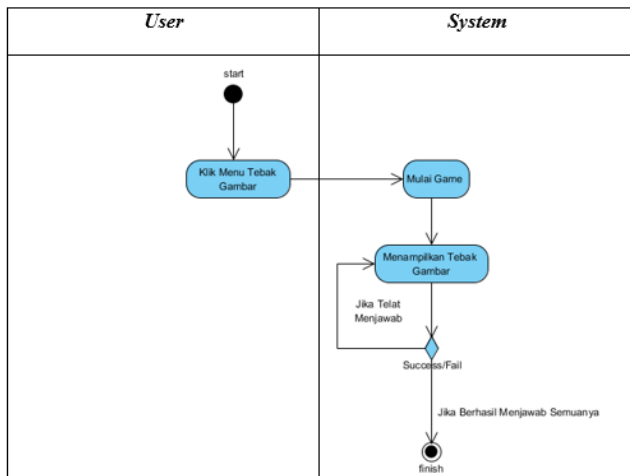 User
System
start
Klik Menu Tebak
Gambar
Mulai Game
Menampilkan Tebak
Gambar
Jika Telat
Menjawab
Success/Fail
Jika Berhasil Menjawab Semuanya
finish